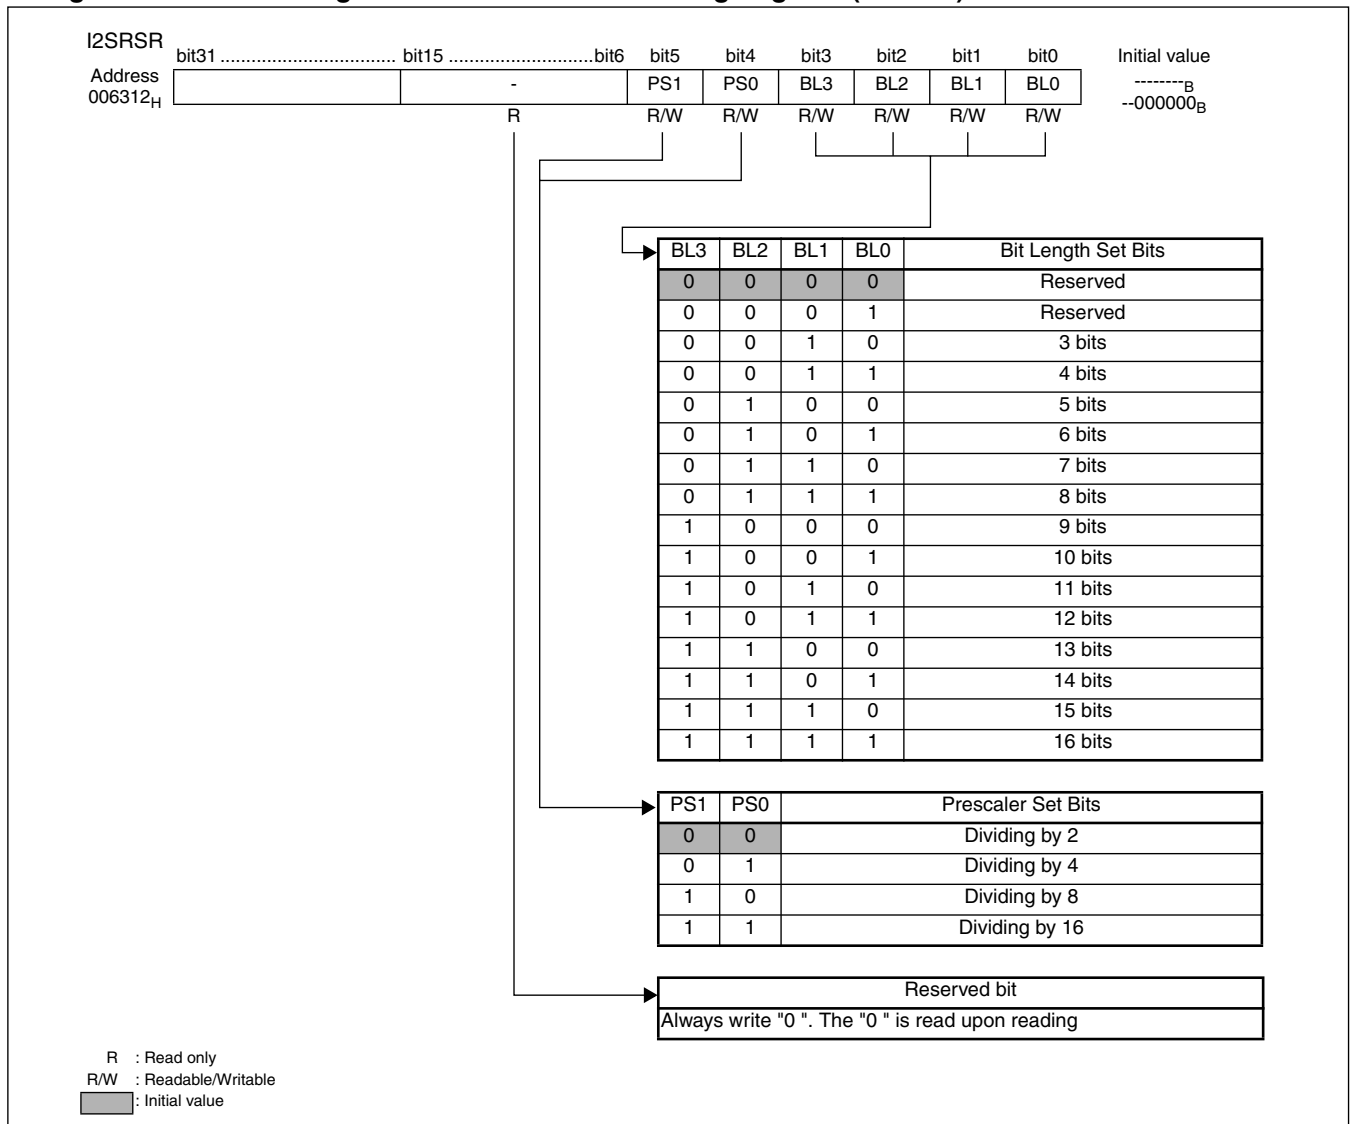 I2SRSR
bit31 .................................. bit15 ............................bit6 bit5 bit4 bit3 bit2 bit1 bit0 Initial value
Address
006312H - PS1 PS0 BL3 BL2 BL1 BL0 --------B
--000000B
R R/W R/W R/W R/W R/W R/W
BL3 BL2 BL1 BL0 Bit Length Set Bits
0 0 0 0 Reserved
0 0 0 1 Reserved
0 0 1 0 3 bits
0 0 1 1 4 bits
0 1 0 0 5 bits
0 1 0 1 6 bits
0 1 1 0 7 bits
0 1 1 1 8 bits
1 0 0 0 9 bits
1 0 0 1 10 bits
1 0 1 0 11 bits
1 0 1 1 12 bits
1 1 0 0 13 bits
1 1 0 1 14 bits
1 1 1 0 15 bits
1 1 1 1 16 bits
PS1 PS0 Prescaler Set Bits
0 0 Dividing by 2
0 1 Dividing by 4
1 0 Dividing by 8
1 1 Dividing by 16
Reserved bit
Always write "0 ". The "0 " is read upon reading
R : Read only
R/W : Readable/Writable
: Initial value